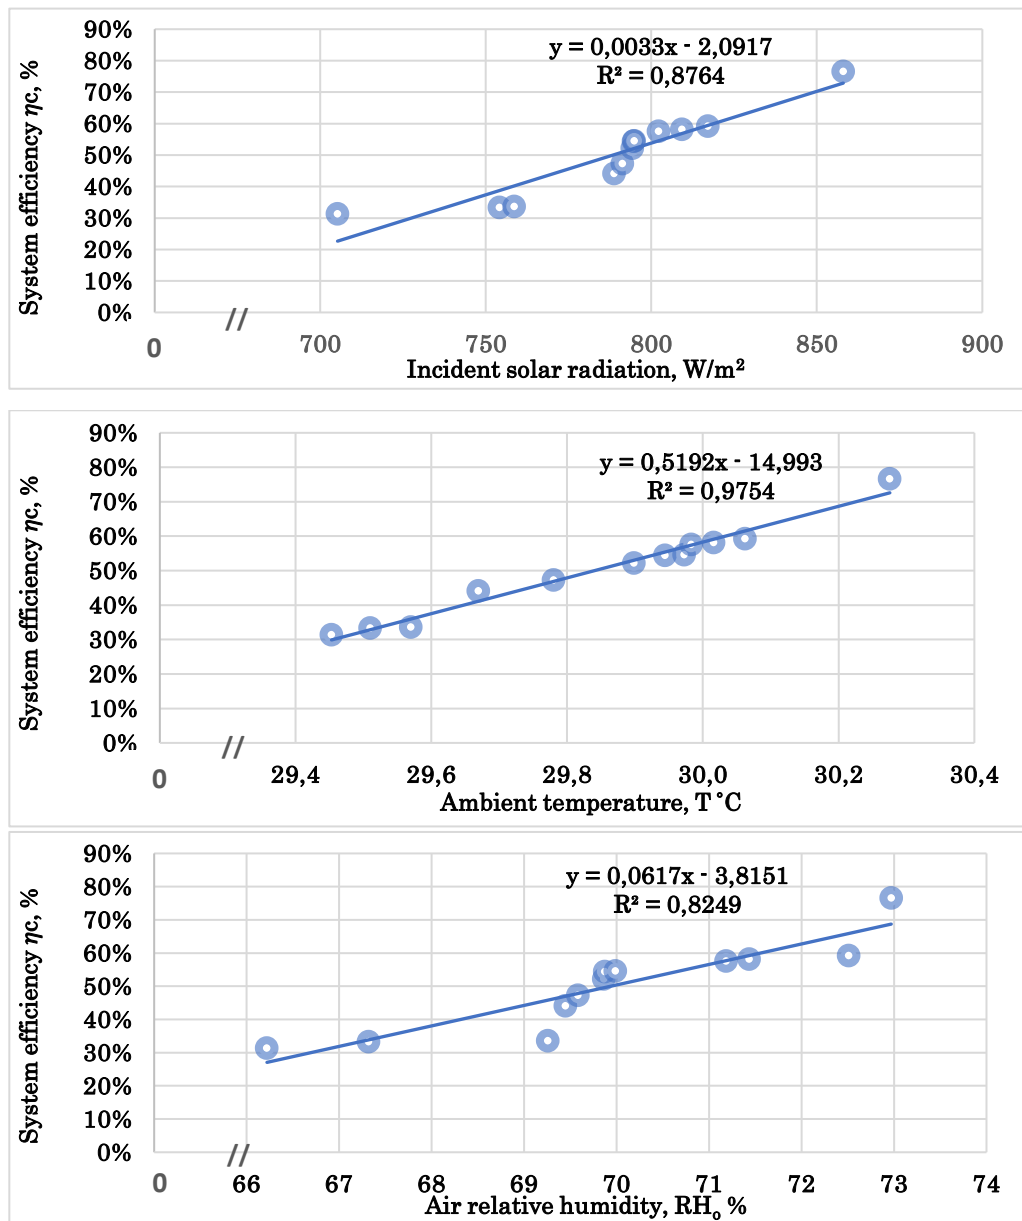 90%
80%
70%
60%
50%
40%
30%
20%
10%
0%
System efficiency ηc, %
y = 0,0033x - 2,0917
R² = 0,8764
0 // 700 750 800 850 900
Incident solar radiation, W/m²
90%
80%
70%
60%
50%
40%
30%
20%
10%
0%
System efficiency ηc, %
y = 0,5192x - 14,993
R² = 0,9754
0 // 29,4 29,6 29,8 30,0 30,2 30,4
Ambient temperature, T˚C
90%
80%
70%
60%
50%
40%
30%
20%
10%
0%
System efficiency ηc, %
y = 0,0617x - 3,8151
R² = 0,8249
0 // 66 67 68 69 70 71 72 73 74
Air relative humidity, RHₒ %